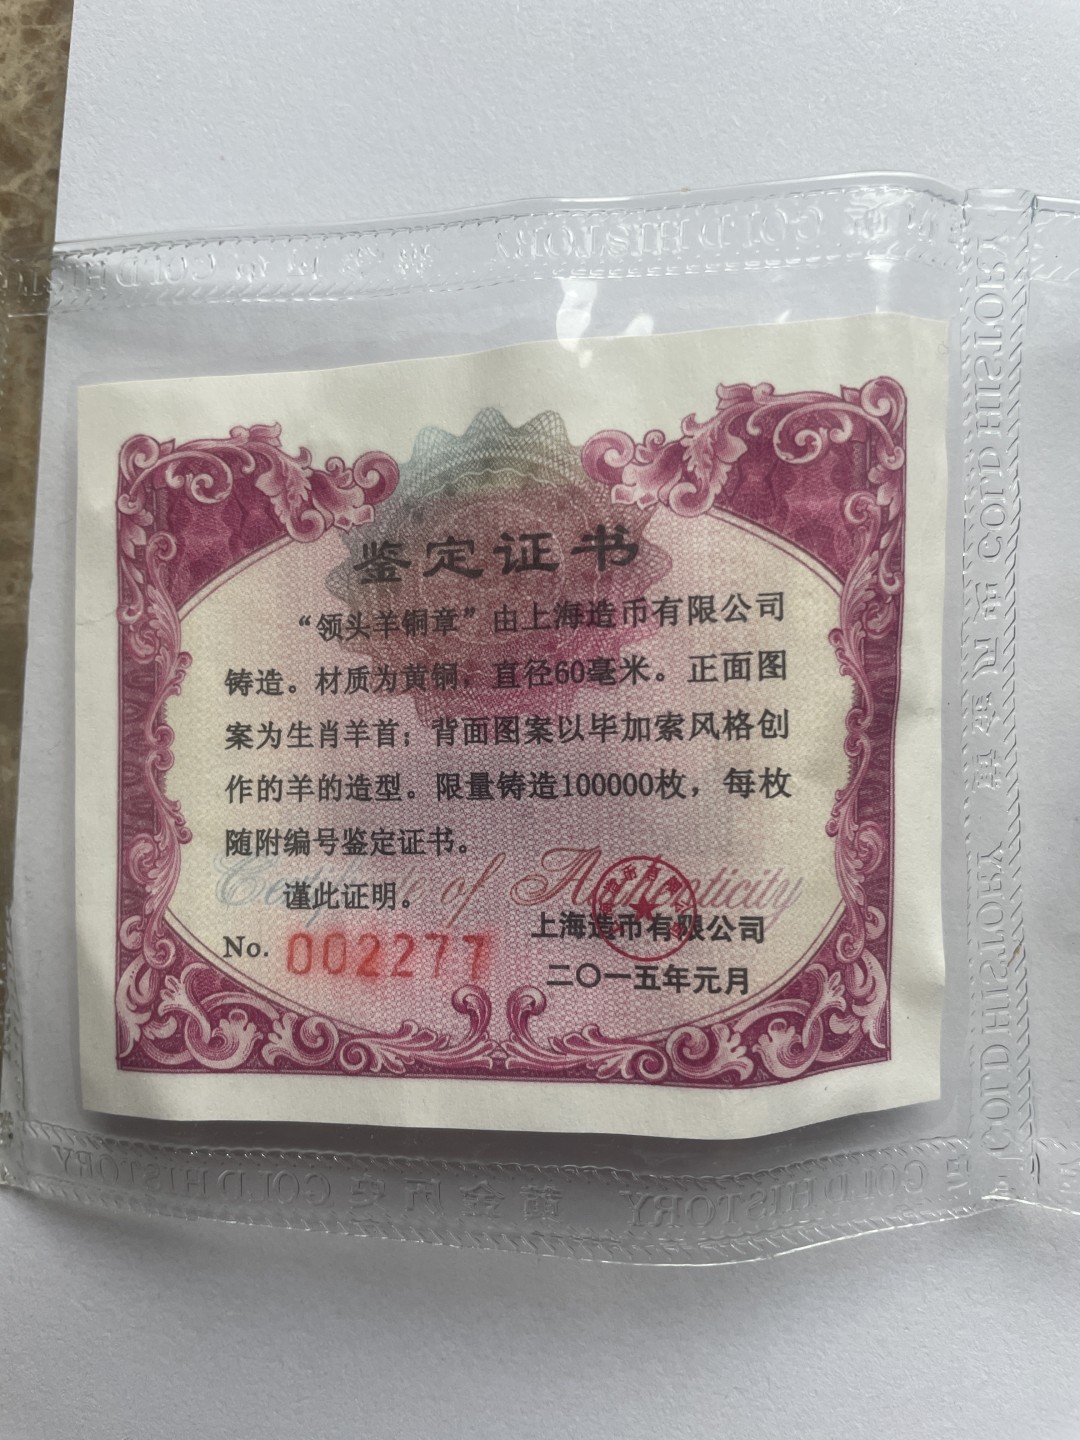 COLD HISTORY
鉴定证书
“领头羊铜章”由上海造币有限公司
铸造。材质为黄铜，直径60毫米。正面图
案为生肖羊首；背面图案以毕加索风格创
作的羊的造型。限量铸造100000枚，每枚
随附编号鉴定证书。
Certificate of Authenticity
谨此证明。
上海造币有限公司
No. 002277
二〇一五年元月
GOLD HISTORY 黄金历史 GOLD HISTORY